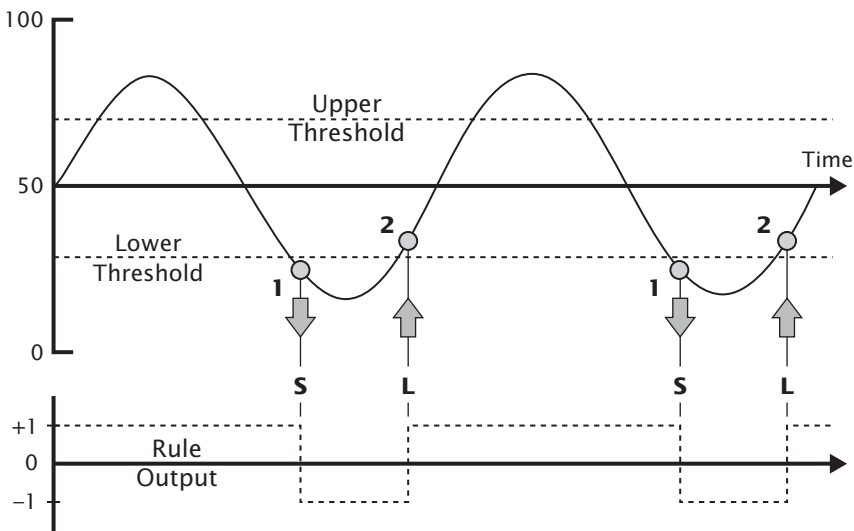 100
Upper
Threshold
Time
50
2
2
Lower
Threshold
1
1
0
S
L
S
L
+1
Rule
0
Output
−1